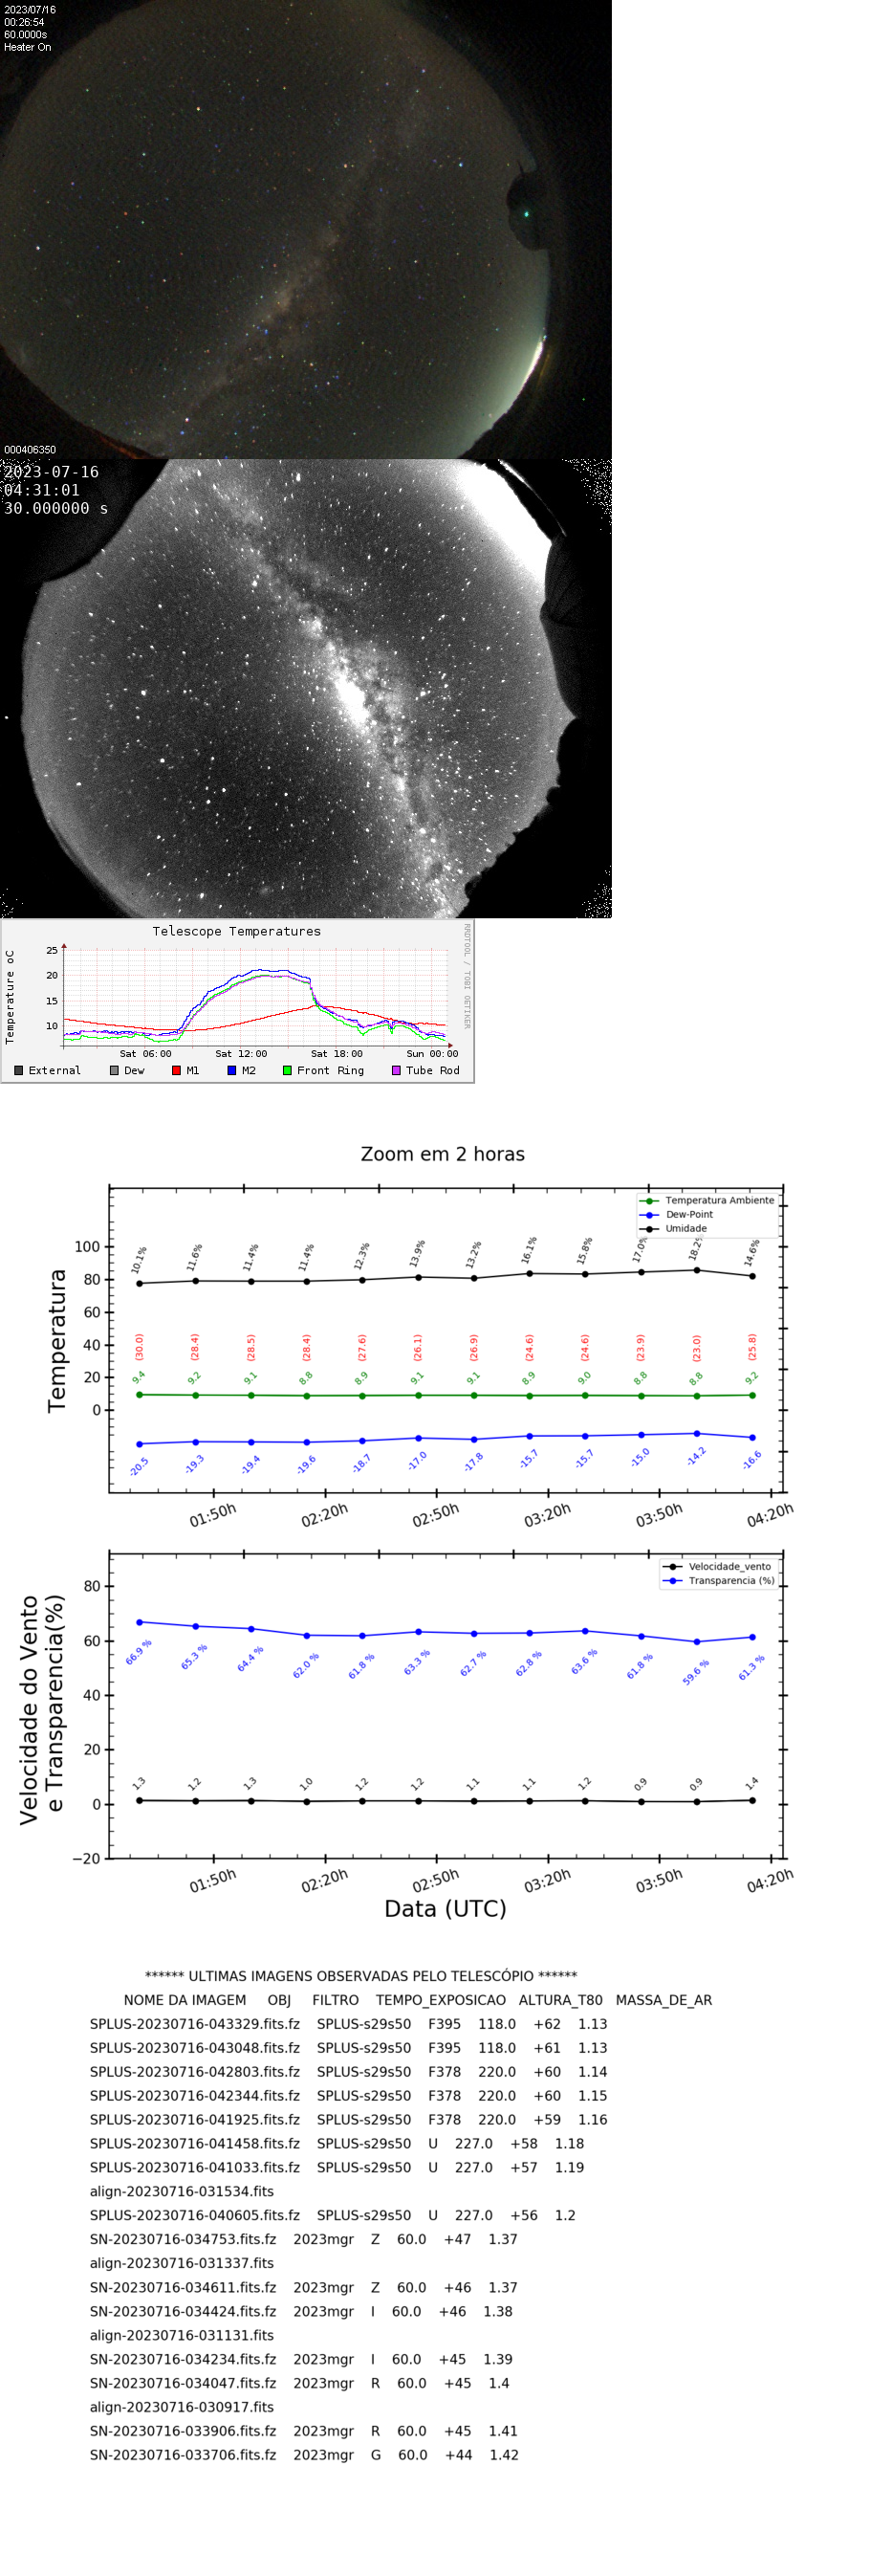 2023/07/16
00:26:54
60.0000s
Heater On
000406350
2023-07-16
04:31:01
30.000000 s
Telescope Temperatures
RRDTOOL / TOBI OETIKER
Temperature oC
25
20
15
10
Sat 06:00 Sat 12:00 Sat 18:00 Sun 00:00
External Dew M1 M2 Front Ring Tube Rod
Zoom em 2 horas
Temperatura Ambiente
Dew-Point
Umidade
Temperatura
100
80
60
40
20
0
10.1% 11.6% 11.4% 11.4% 12.3% 13.9% 13.2% 16.1% 15.8% 17.0% 18.2% 14.6%
(30.0) (28.4) (28.5) (28.4) (27.6) (26.1) (26.9) (24.6) (24.6) (23.9) (23.0) (25.8)
9.4 9.2 9.1 8.8 8.9 9.1 9.1 8.9 9.0 8.8 8.8 9.2
-20.5 -19.3 -19.4 -19.6 -18.7 -17.0 -17.8 -15.7 -15.7 -15.0 -14.2 -16.6
01:50h 02:20h 02:50h 03:20h 03:50h 04:20h
Velocidade_vento
Transparencia (%)
Velocidade do Vento
e Transparencia(%)
80
60
40
20
0
−20
66.9 % 65.3 % 64.4 % 62.0 % 61.8 % 63.3 % 62.7 % 62.8 % 63.6 % 61.8 % 59.6 % 61.3 %
1.3 1.2 1.3 1.0 1.2 1.2 1.1 1.1 1.2 0.9 0.9 1.4
01:50h 02:20h 02:50h 03:20h 03:50h 04:20h
Data (UTC)
****** ULTIMAS IMAGENS OBSERVADAS PELO TELESCÓPIO ******
NOME DA IMAGEM OBJ FILTRO TEMPO_EXPOSICAO ALTURA_T80 MASSA_DE_AR
SPLUS-20230716-043329.fits.fz SPLUS-s29s50 F395 118.0 +62 1.13
SPLUS-20230716-043048.fits.fz SPLUS-s29s50 F395 118.0 +61 1.13
SPLUS-20230716-042803.fits.fz SPLUS-s29s50 F378 220.0 +60 1.14
SPLUS-20230716-042344.fits.fz SPLUS-s29s50 F378 220.0 +60 1.15
SPLUS-20230716-041925.fits.fz SPLUS-s29s50 F378 220.0 +59 1.16
SPLUS-20230716-041458.fits.fz SPLUS-s29s50 U 227.0 +58 1.18
SPLUS-20230716-041033.fits.fz SPLUS-s29s50 U 227.0 +57 1.19
align-20230716-031534.fits
SPLUS-20230716-040605.fits.fz SPLUS-s29s50 U 227.0 +56 1.2
SN-20230716-034753.fits.fz 2023mgr Z 60.0 +47 1.37
align-20230716-031337.fits
SN-20230716-034611.fits.fz 2023mgr Z 60.0 +46 1.37
SN-20230716-034424.fits.fz 2023mgr I 60.0 +46 1.38
align-20230716-031131.fits
SN-20230716-034234.fits.fz 2023mgr I 60.0 +45 1.39
SN-20230716-034047.fits.fz 2023mgr R 60.0 +45 1.4
align-20230716-030917.fits
SN-20230716-033906.fits.fz 2023mgr R 60.0 +45 1.41
SN-20230716-033706.fits.fz 2023mgr G 60.0 +44 1.42